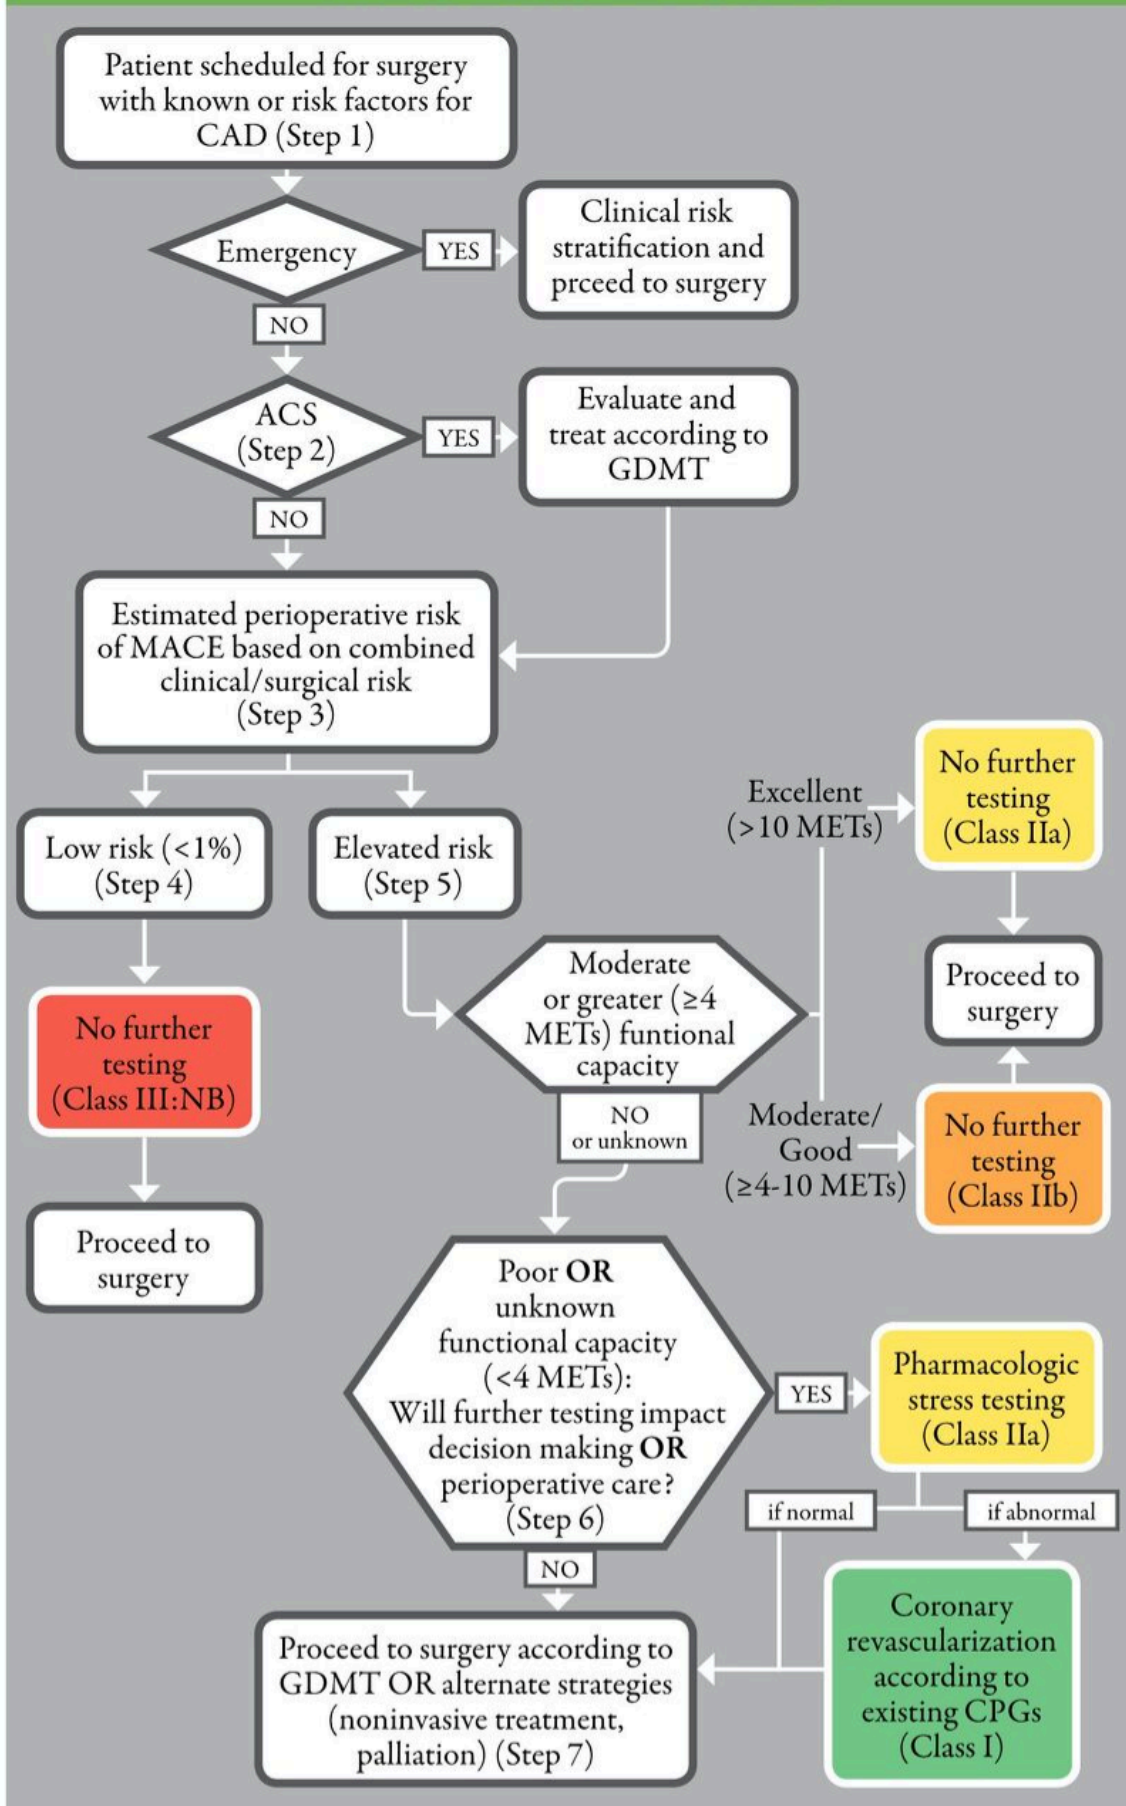 Patient scheduled for surgery
with known or risk factors for
CAD (Step 1)
Emergency
YES
Clinical risk
stratification and
prceed to surgery
NO
ACS
(Step 2)
YES
Evaluate and
treat according to
GDMT
NO
Estimated perioperative risk
of MACE based on combined
clinical/surgical risk
(Step 3)
Low risk (<1%)
(Step 4)
Elevated risk
(Step 5)
No further
testing
(Class III:NB)
Proceed to
surgery
Moderate
or greater (≥4
METs) funtional
capacity
Excellent
(>10 METs)
No further
testing
(Class IIa)
Proceed to
surgery
Moderate/
Good
(≥4-10 METs)
No further
testing
(Class IIb)
NO
or unknown
Poor OR
unknown
functional capacity
(<4 METs):
Will further testing impact
decision making OR
perioperative care?
(Step 6)
YES
Pharmacologic
stress testing
(Class IIa)
if normal
if abnormal
NO
Coronary
revascularization
according to
existing CPGs
(Class I)
Proceed to surgery according to
GDMT OR alternate strategies
(noninvasive treatment,
palliation) (Step 7)